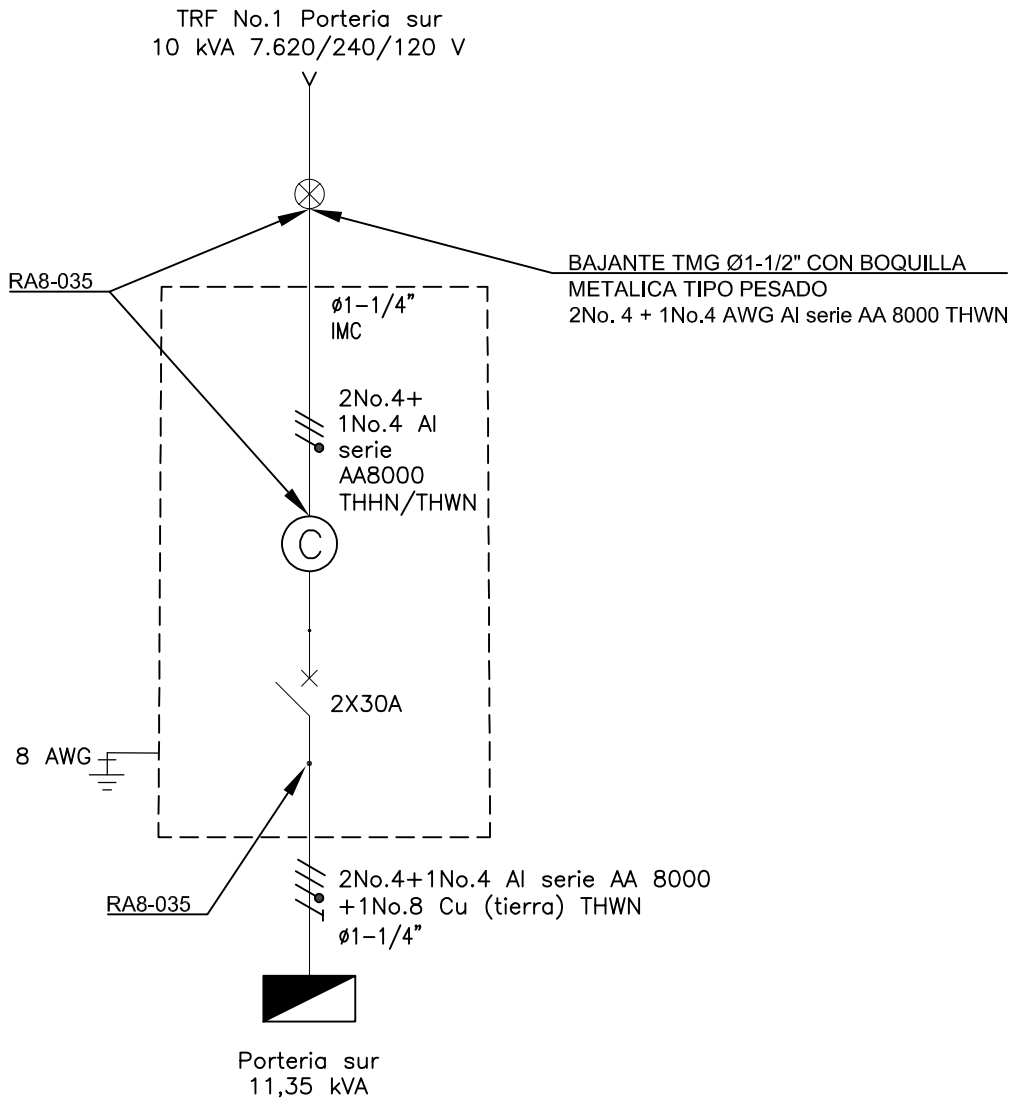 TRF No.1 Porteria sur
10 kVA 7.620/240/120 V
RA8-035
BAJANTE TMG Ø1-1/2" CON BOQUILLA
METALICA TIPO PESADO
2No. 4 + 1No.4 AWG Al serie AA 8000 THWN
ø1-1/4"
IMC
2No.4+
1No.4 Al
serie
AA8000
THHN/THWN
C
2X30A
8 AWG
RA8-035
2No.4+1No.4 Al serie AA 8000
+1No.8 Cu (tierra) THWN
ø1-1/4"
Porteria sur
11,35 kVA